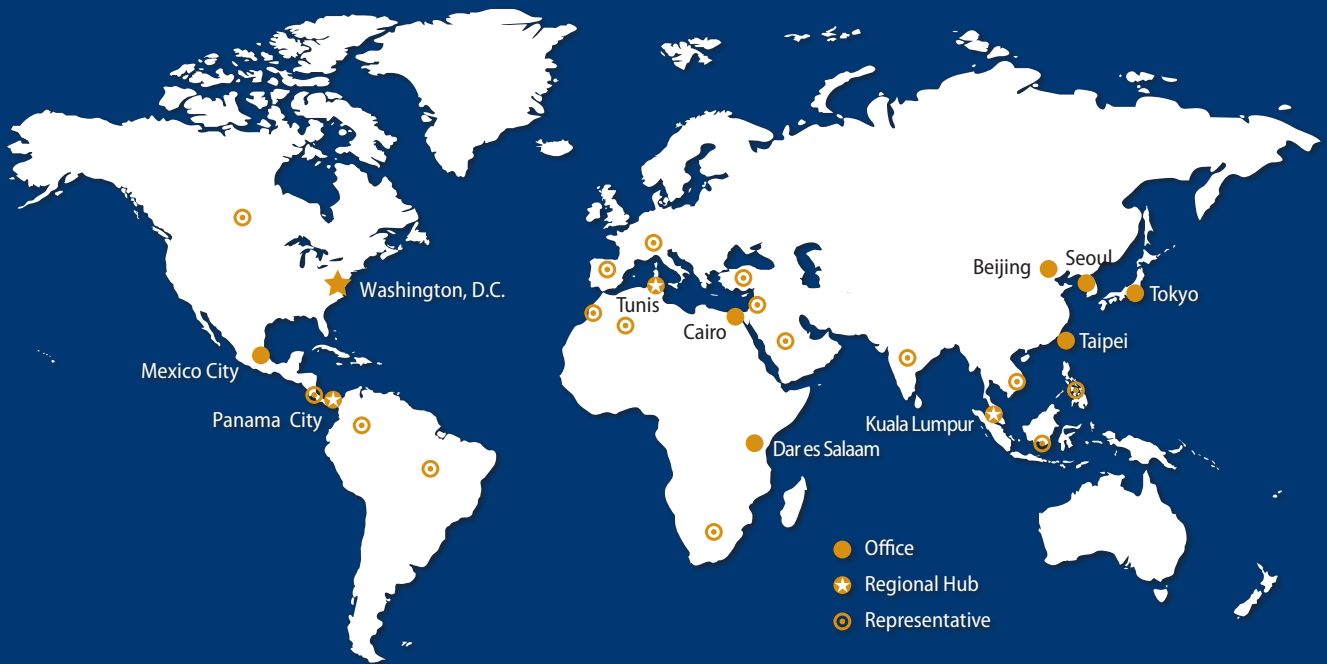 Beijing
Seoul
Washington, D.C.
Tokyo
Tunis
Cairo
Taipei
Mexico City
Panama City
Kuala Lumpur
Dar es Salaam
Office
Regional Hub
Representative